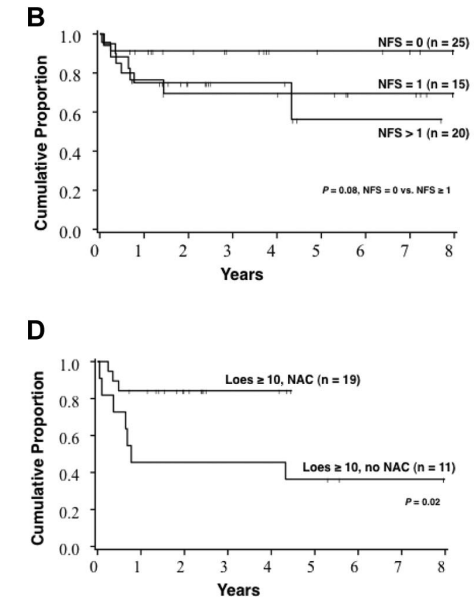 B
Cumulative Proportion
1.0
0.8
0.6
0.4
0.2
0.0
NFS = 0 (n = 25)
NFS = 1 (n = 15)
NFS > 1 (n = 20)
P = 0.08, NFS = 0 vs. NFS ≥ 1
0 1 2 3 4 5 6 7 8
Years
D
Cumulative Proportion
1.0
0.8
0.6
0.4
0.2
0.0
Loes ≥ 10, NAC (n = 19)
Loes ≥ 10, no NAC (n = 11)
P = 0.02
0 1 2 3 4 5 6 7 8
Years